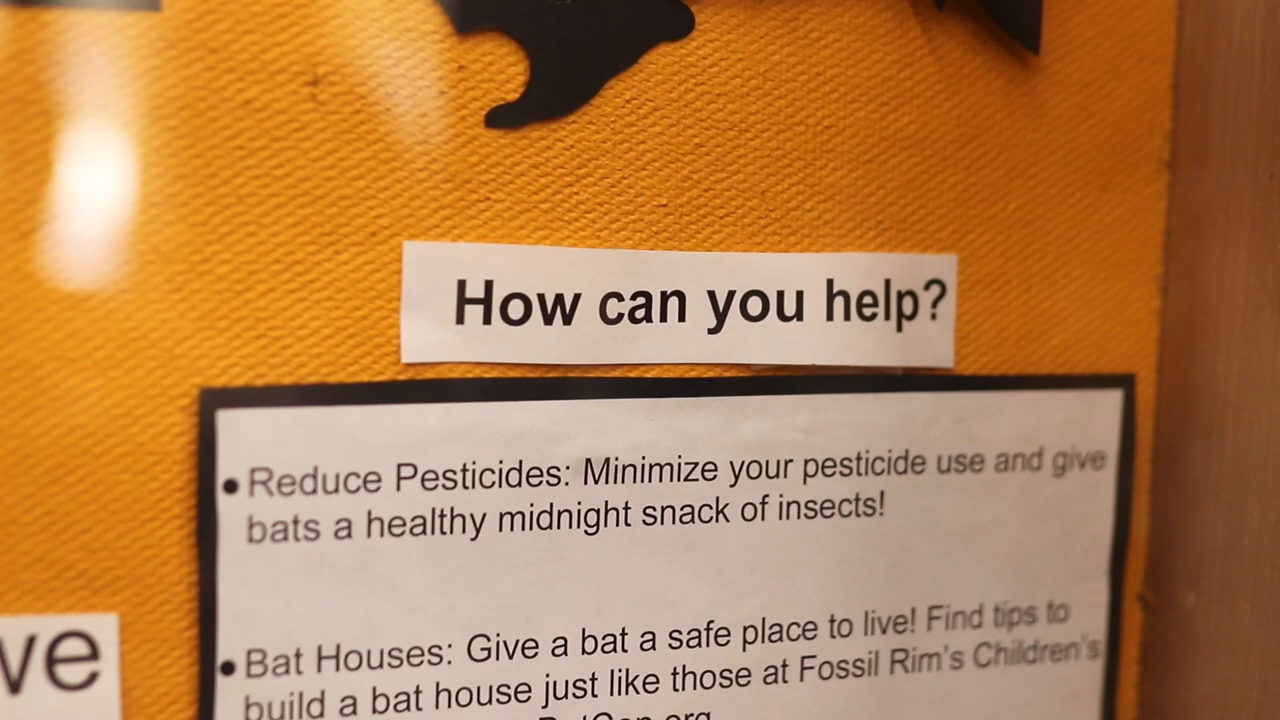 How can you help?
• Reduce Pesticides: Minimize your pesticide use and give
bats a healthy midnight snack of insects!
• Bat Houses: Give a bat a safe place to live! Find tips to
build a bat house just like those at Fossil Rim's Children's
ve